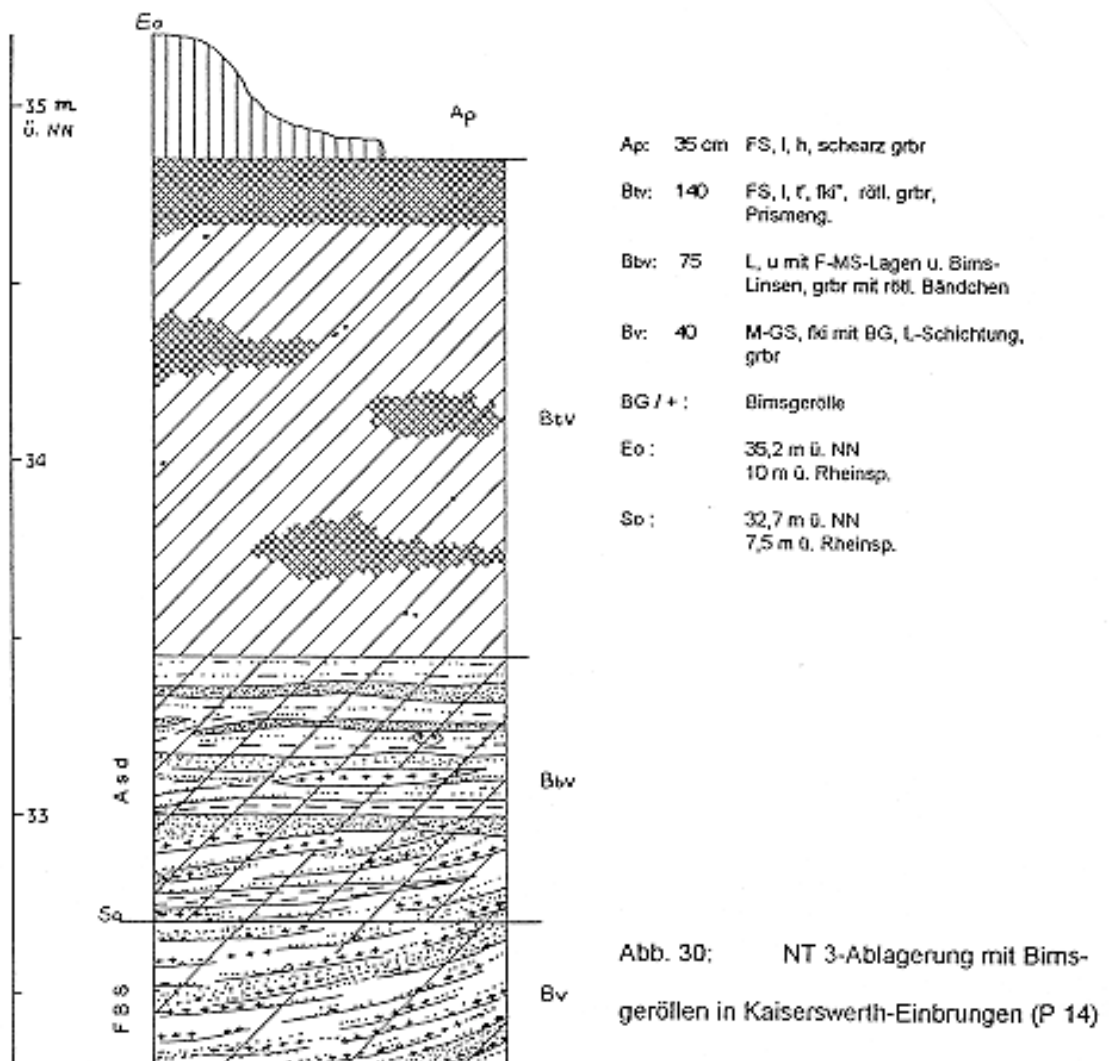 Eo
35 m
ü. NN
Ap
34
Btv
33
Asd
Bbv
So
FBS
Bv
Ap: 35 cm FS, l, h, schearz grbr
Btv: 140 FS, l, t', fki", rötl. grbr,
Prismeng.
Bbv: 75 L, u mit F-MS-Lagen u. Bims-
Linsen, grbr mit rötl. Bändchen
Bv: 40 M-GS, fki mit BG, L-Schichtung,
grbr
BG / + : Bimsgerölle
Eo : 35,2 m ü. NN
10 m ü. Rheinsp.
So : 32,7 m ü. NN
7,5 m ü. Rheinsp.
Abb. 30: NT 3-Ablagerung mit Bims-
geröllen in Kaiserswerth-Einbrungen (P 14)